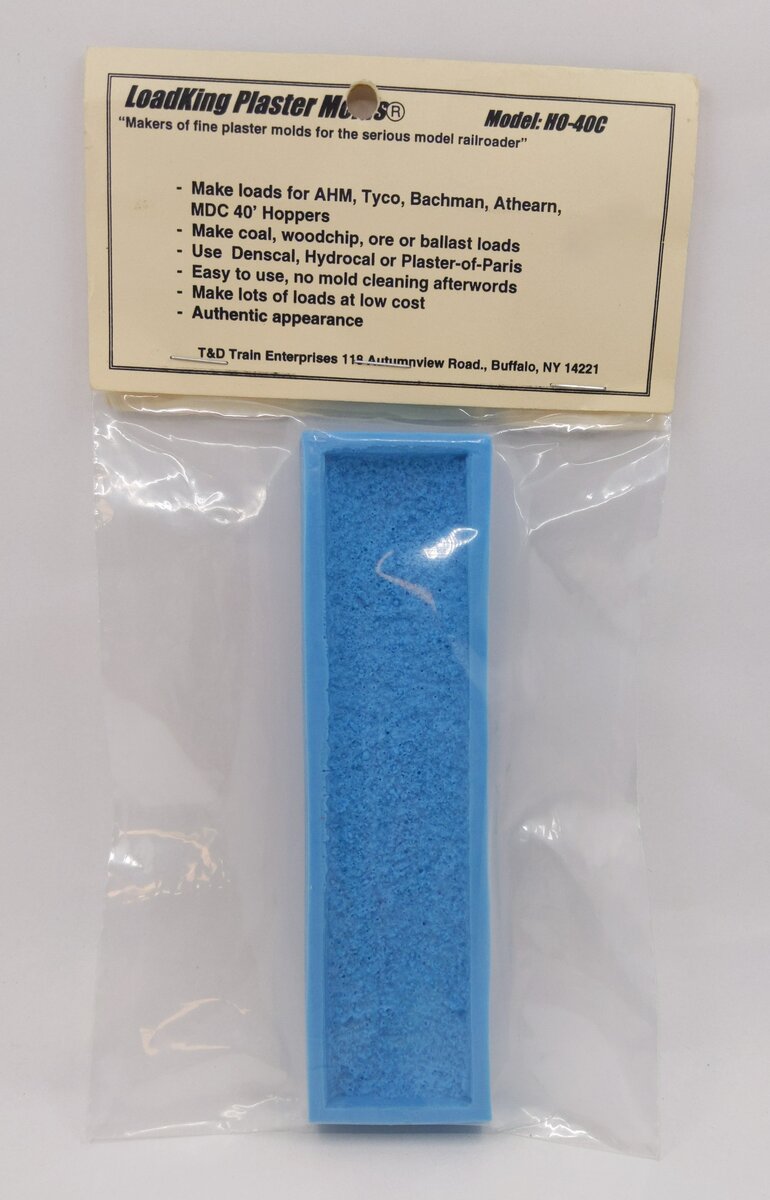 LoadKing Plaster Molds®
Model: HO-40C
"Makers of fine plaster molds for the serious model railroader"
- Make loads for AHM, Tyco, Bachman, Athearn,
MDC 40' Hoppers
- Make coal, woodchip, ore or ballast loads
- Use Denscal, Hydrocal or Plaster-of-Paris
- Easy to use, no mold cleaning afterwords
- Make lots of loads at low cost
- Authentic appearance
T&D Train Enterprises 118 Autumnview Road., Buffalo, NY 14221